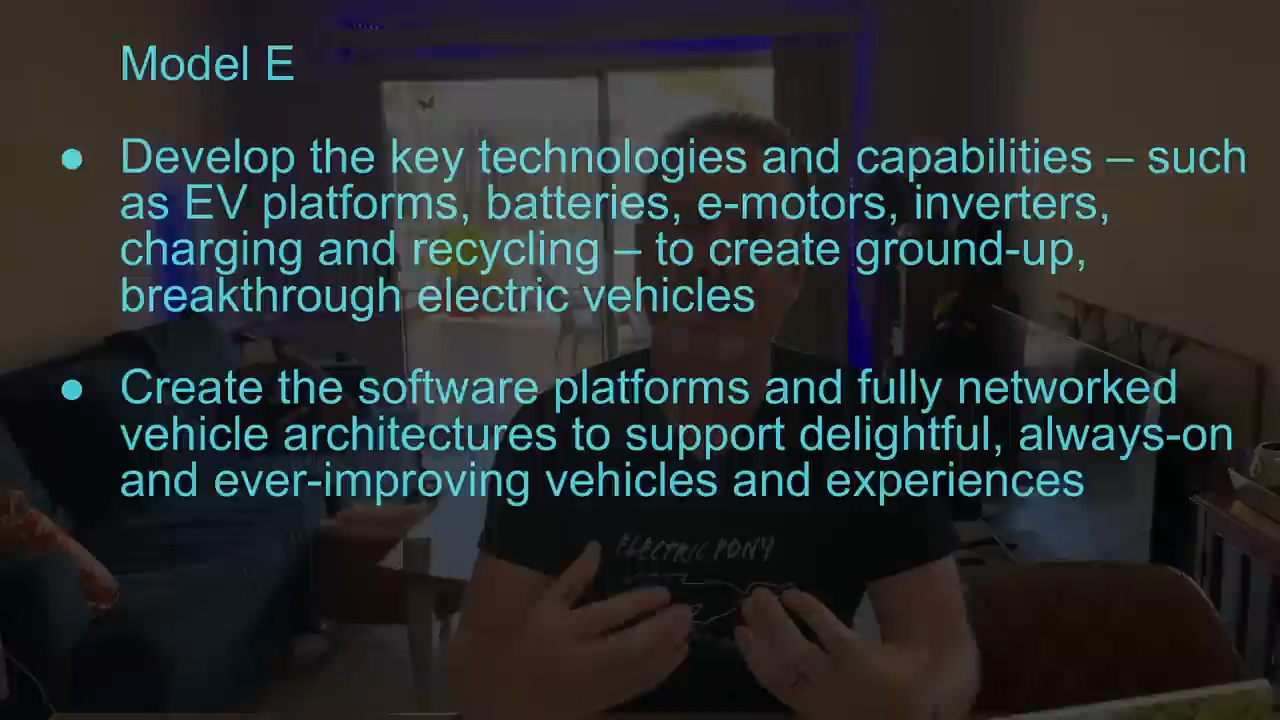 Model E
● Develop the key technologies and capabilities – such
as EV platforms, batteries, e-motors, inverters,
charging and recycling – to create ground-up,
breakthrough electric vehicles
● Create the software platforms and fully networked
vehicle architectures to support delightful, always-on
and ever-improving vehicles and experiences
ELECTRIC PONY